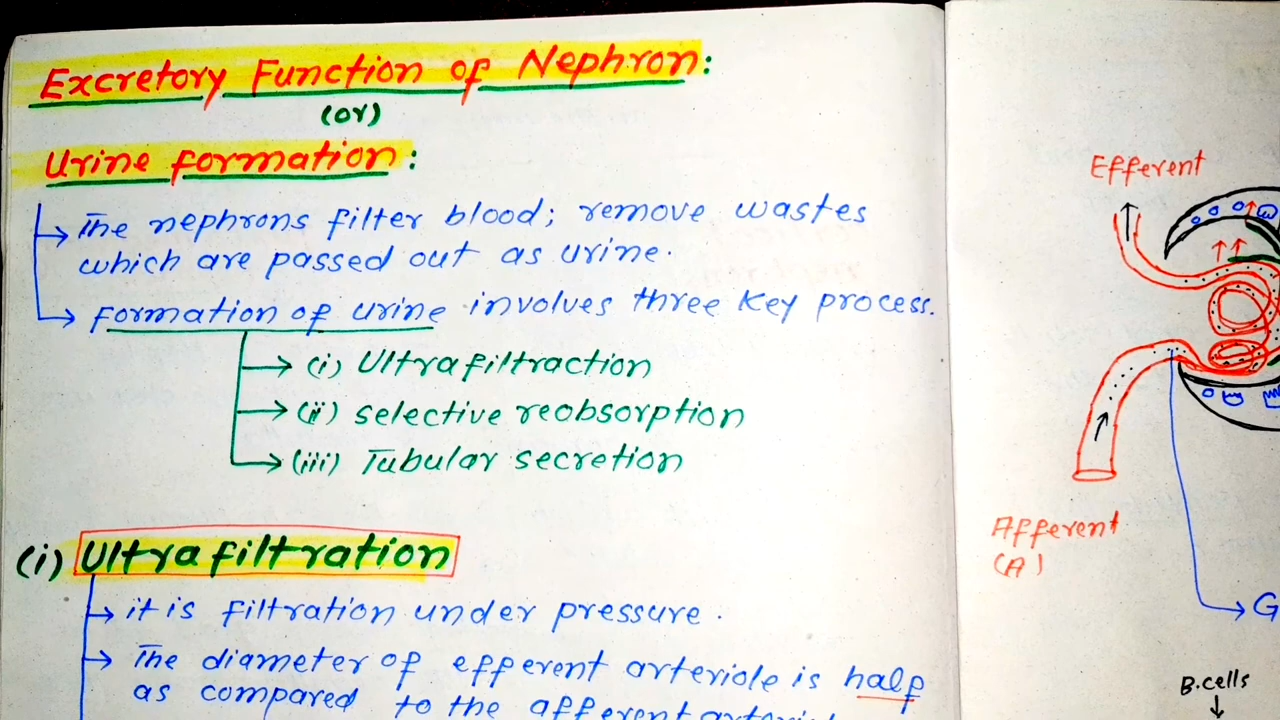 Excretory Function of Nephron:
(or)
Urine formation:
→ The nephrons filter blood; remove wastes
which are passed out as urine.
→ Formation of urine involves three key process.
→ (i) Ultrafiltraction
→ (ii) selective reobsorption
→ (iii) Tubular secretion
(i) Ultrafiltration
→ it is filtration under pressure.
→ The diameter of efferent arteriole is half
as compared to the afferent
Efferent
Afferent
(A)
→ G
B.cells